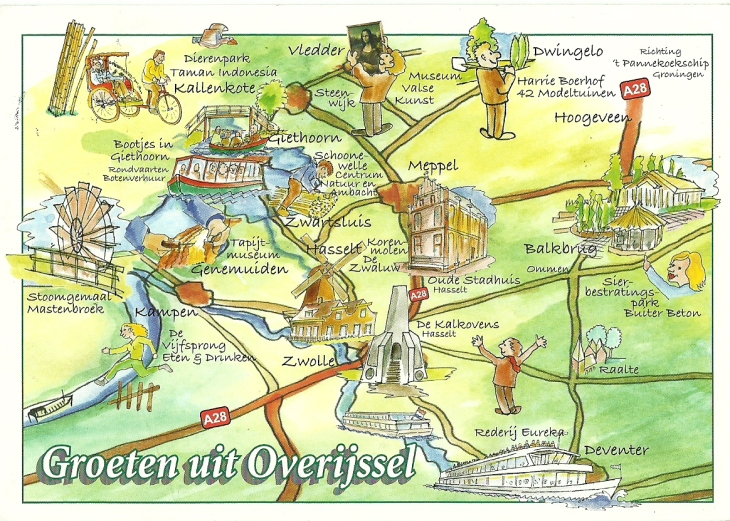 Dierenpark
Taman Indonesia
Kallenkote
Vledder
Museum
Valse
Kunst
Steen
wijk
Dwingelo
Harrie Boerhof
42 Modeltuinen
Richting
't Pannekoekschip
Groningen
A28
Hoogeveen
Giethoorn
Bootjes in
Giethoorn
Rondvaarten
Botenverhuur
Schoone
welle
Centrum
Natuur en
Ambacht
Meppel
Zwartsluis
Tapijt-
museum
Genemuiden
Hasselt
Koren-
molen
De
Zwaluw
Oude Stadhuis
Hasselt
Balkbrug
Ommen
Sier-
bestratings-
park
Buiter Beton
Stoomgemaal
Mastenbroek
Kampen
De
Vijfsprong
Eten & Drinken
A28
De Kalkovens
Hasselt
Zwolle
Raalte
A28
Rederij Eureka
Deventer
Groeten uit Overijssel